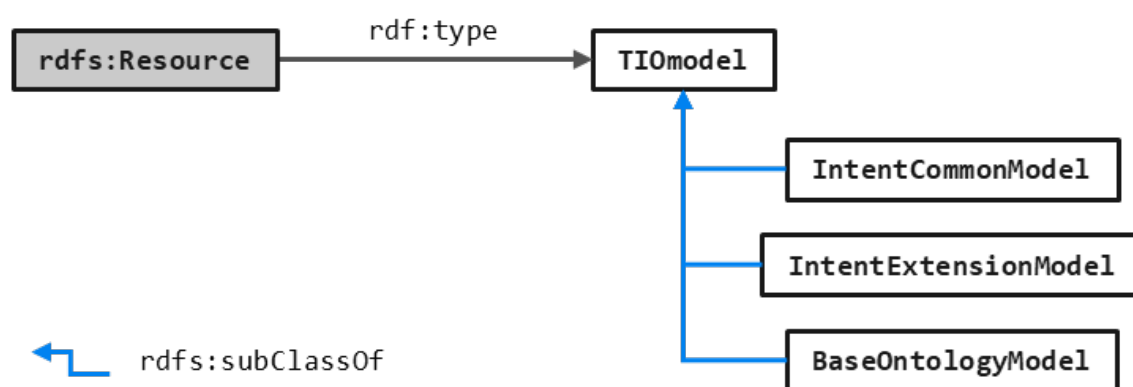 rdf:type
rdfs:Resource
TIOmodel
IntentCommonModel
IntentExtensionModel
BaseOntologyModel
rdfs:subClassOf